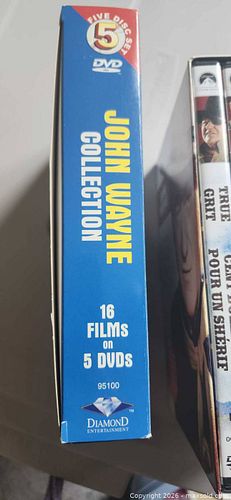 FIVE DISC SET
5
DVD
JOHN WAYNE
COLLECTION
16
FILMS
ON
5 DVDS
95100
DIAMOND
ENTERTAINMENT
TRUE
GRIT
POUR UN SHÉRIF
Copyright 2026 - maxsold.com